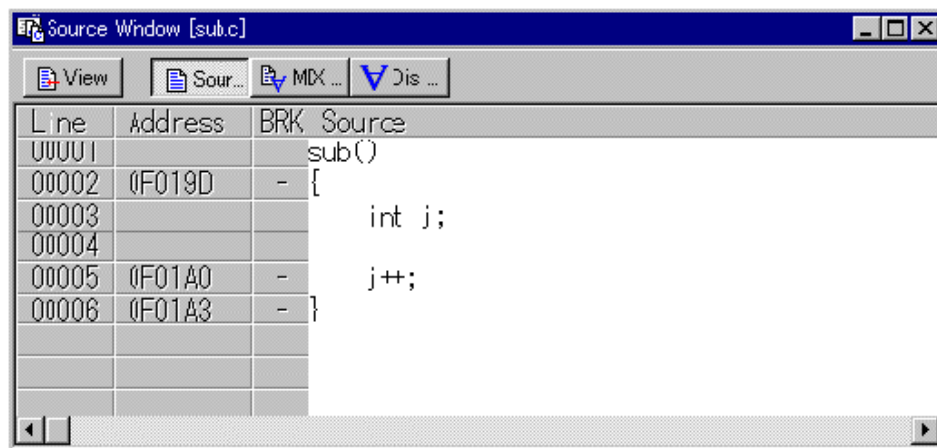 Source Window [sub.c]
View Sour... MIX ... Dis ...
Line Address BRK Source
00001 sub()
00002 0F019D - {
00003 int j;
00004
00005 0F01A0 - j++;
00006 0F01A3 - }